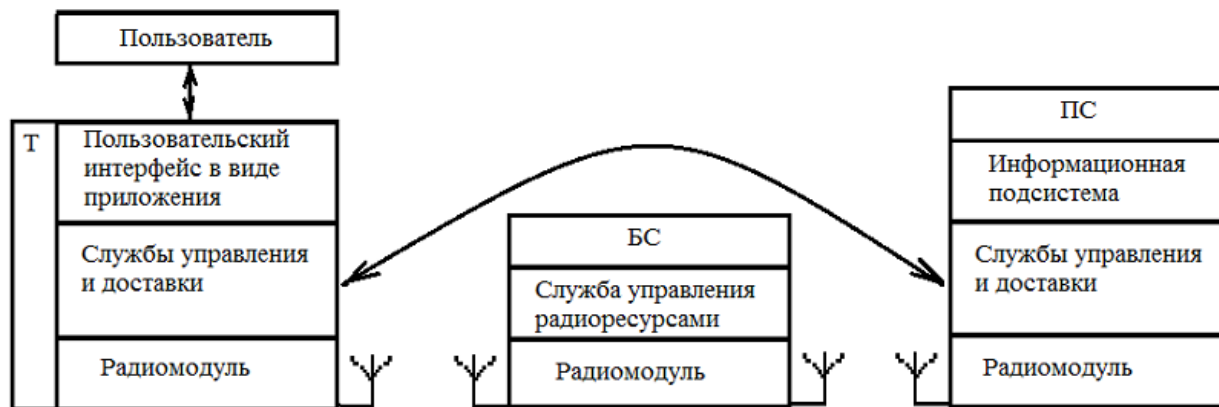 Пользователь
Т
Пользовательский
интерфейс в виде
приложения
Службы управления
и доставки
Радиомодуль
БС
Служба управления
радиоресурсами
Радиомодуль
ПС
Информационная
подсистема
Службы управления
и доставки
Радиомодуль